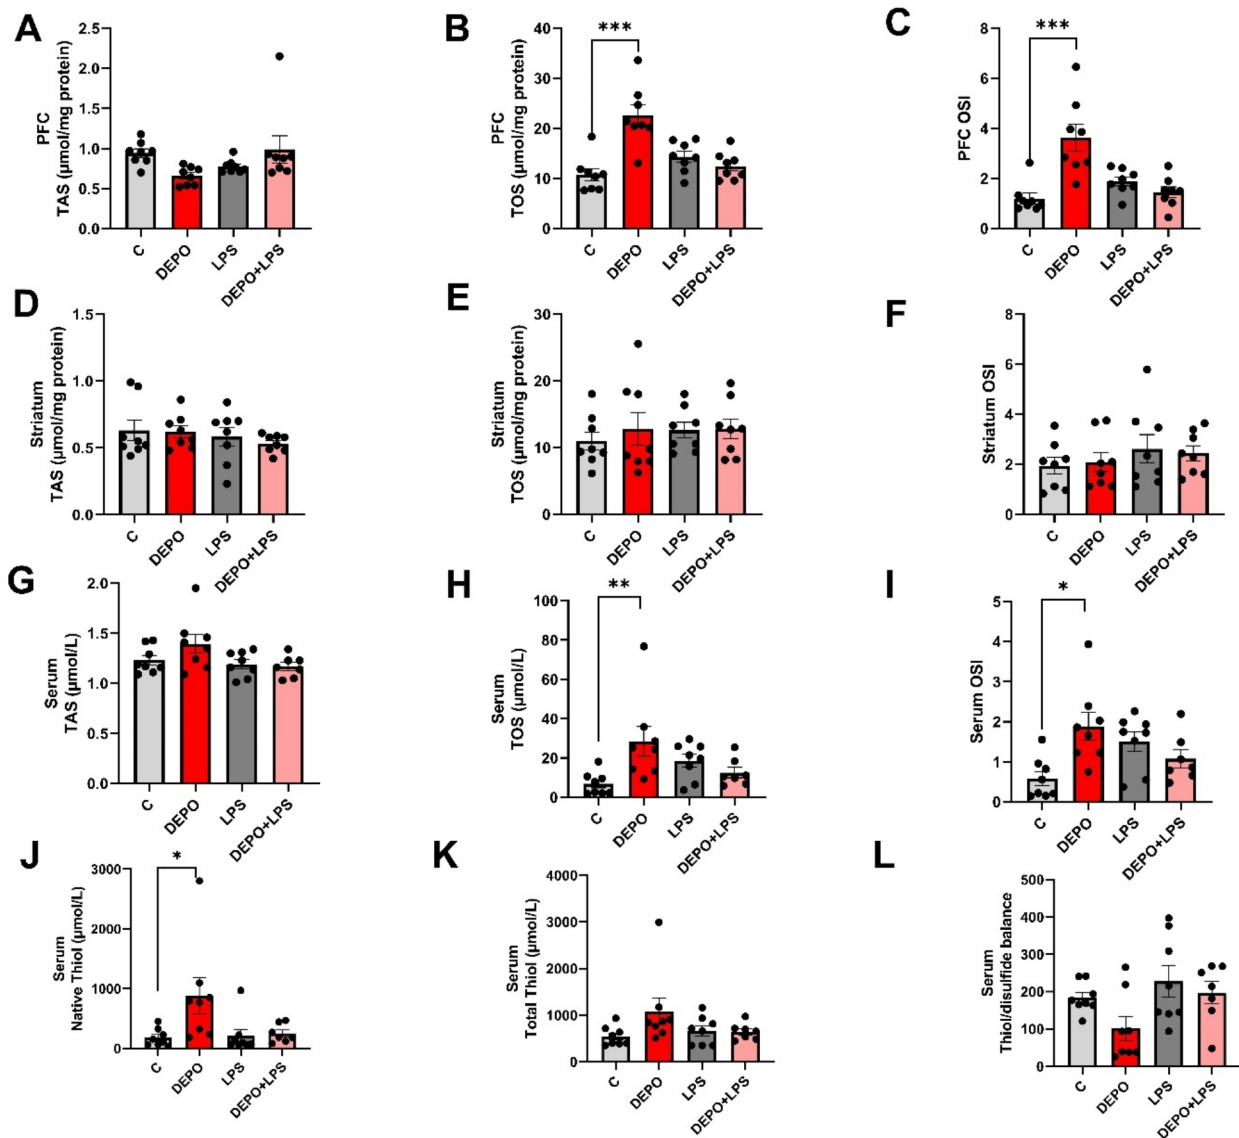 A
PFC
TAS (µmol/mg protein)
2.5
2.0
1.5
1.0
0.5
0.0
C
DEPO
LPS
DEPO+LPS
B
***
PFC
TOS (µmol/mg protein)
40
30
20
10
0
C
DEPO
LPS
DEPO+LPS
C
***
PFC OSI
8
6
4
2
0
C
DEPO
LPS
DEPO+LPS
D
Striatum
TAS (µmol/mg protein)
1.5
1.0
0.5
0.0
C
DEPO
LPS
DEPO+LPS
E
Striatum
TOS (µmol/mg protein)
30
20
10
0
C
DEPO
LPS
DEPO+LPS
F
Striatum OSI
8
6
4
2
0
C
DEPO
LPS
DEPO+LPS
G
Serum
TAS (µmol/L)
2.0
1.5
1.0
0.5
0.0
C
DEPO
LPS
DEPO+LPS
H
**
Serum
TOS (µmol/L)
100
80
60
40
20
0
C
DEPO
LPS
DEPO+LPS
I
*
Serum OSI
5
4
3
2
1
0
C
DEPO
LPS
DEPO+LPS
J
*
Serum
Native Thiol (µmol/L)
3000
2000
1000
0
C
DEPO
LPS
DEPO+LPS
K
Serum
Total Thiol (µmol/L)
4000
3000
2000
1000
0
C
DEPO
LPS
DEPO+LPS
L
Serum
Thiol/disulfide balance
500
400
300
200
100
0
C
DEPO
LPS
DEPO+LPS